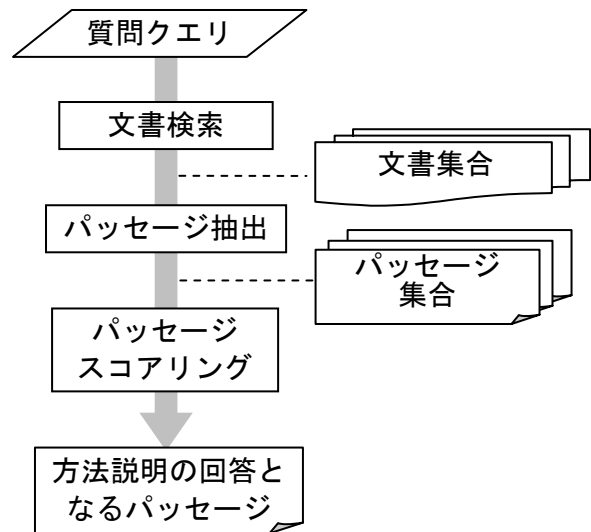 質問クエリ
文書検索
文書集合
パッセージ抽出
パッセージ
集合
パッセージ
スコアリング
方法説明の回答と
なるパッセージ